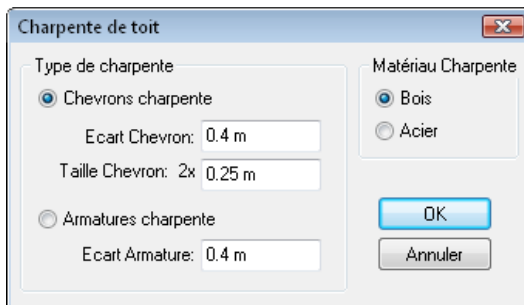 Charpente de toit
Type de charpente
Chevrons charpente
Ecart Chevron: 0.4 m
Taille Chevron: 2x 0.25 m
Armatures charpente
Ecart Armature: 0.4 m
Matériau Charpente
Bois
Acier
OK
Annuler